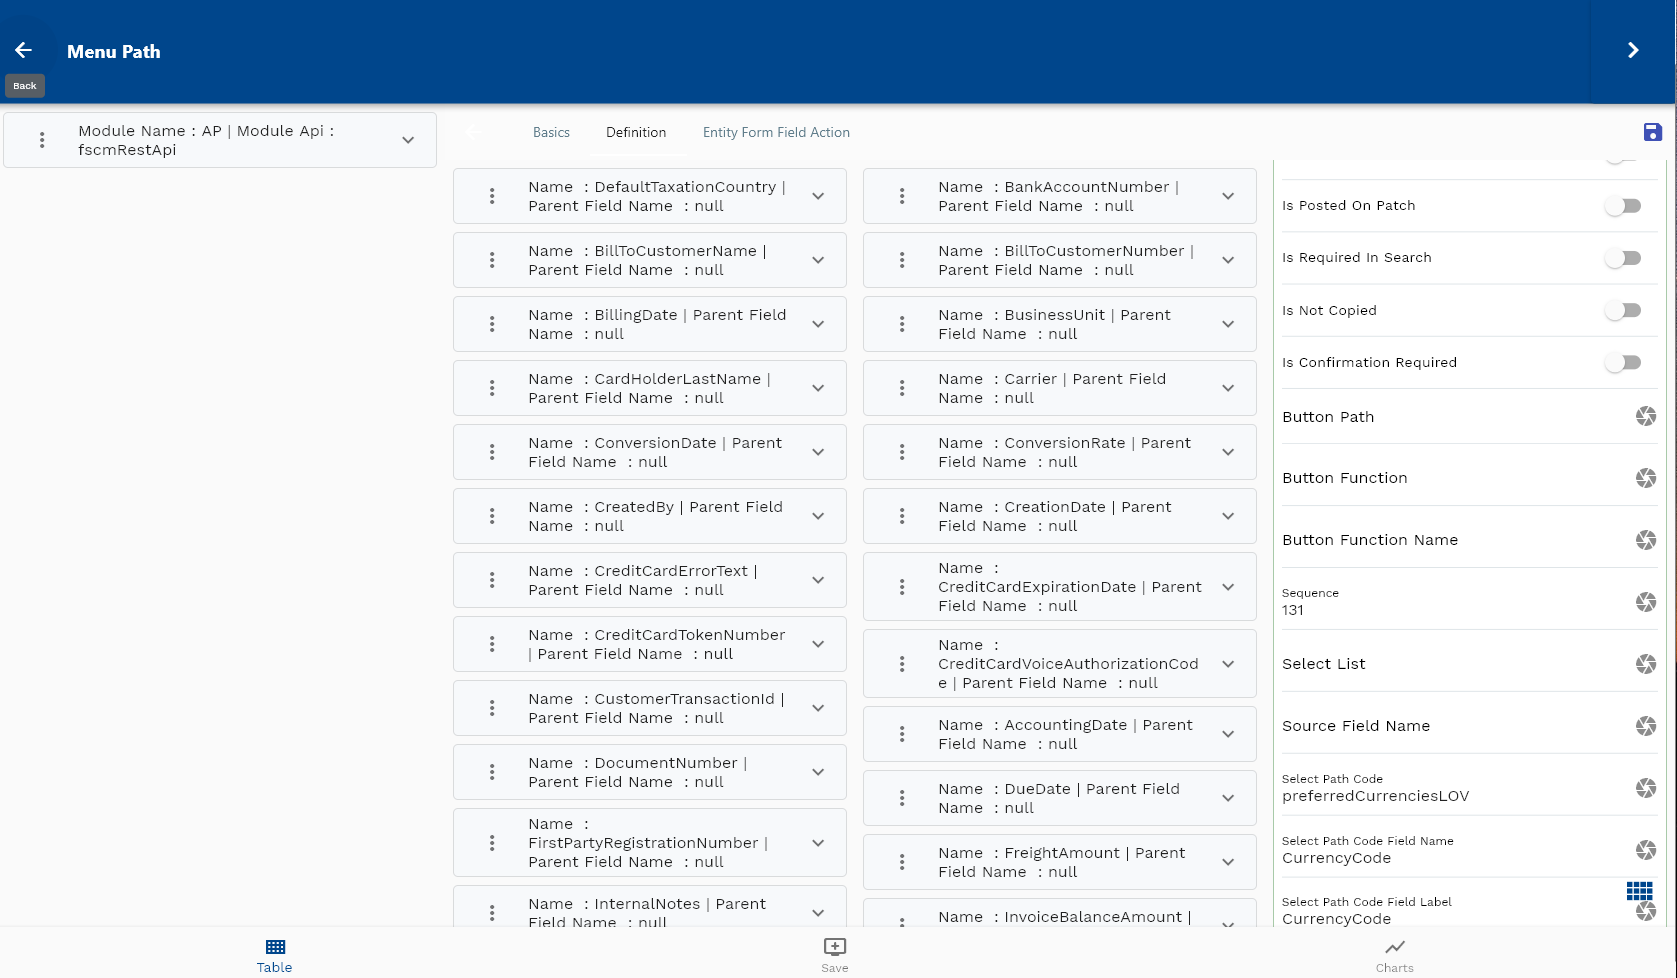 Menu Path
Back
Module Name : AP | Module Api :
fscmRestApi
Basics
Definition
Entity Form Field Action
Name : DefaultTaxationCountry |
Parent Field Name : null
Name : BankAccountNumber |
Parent Field Name : null
Name : BillToCustomerName |
Parent Field Name : null
Name : BillToCustomerNumber |
Parent Field Name : null
Name : BillingDate | Parent Field
Name : null
Name : BusinessUnit | Parent
Field Name : null
Name : CardHolderLastName |
Parent Field Name : null
Name : Carrier | Parent Field
Name : null
Name : ConversionDate | Parent
Field Name : null
Name : ConversionRate | Parent
Field Name : null
Name : CreatedBy | Parent Field
Name : null
Name : CreationDate | Parent
Field Name : null
Name : CreditCardErrorText |
Parent Field Name : null
Name :
CreditCardExpirationDate | Parent
Field Name : null
Name : CreditCardTokenNumber
| Parent Field Name : null
Name :
CreditCardVoiceAuthorizationCod
e | Parent Field Name : null
Name : CustomerTransactionId |
Parent Field Name : null
Name : AccountingDate | Parent
Field Name : null
Name : DocumentNumber |
Parent Field Name : null
Name : DueDate | Parent Field
Name : null
Name :
FirstPartyRegistrationNumber |
Parent Field Name : null
Name : FreightAmount | Parent
Field Name : null
Name : InternalNotes | Parent
Field Name : null
Name : InvoiceBalanceAmount |
Is Posted On Patch
Is Required In Search
Is Not Copied
Is Confirmation Required
Button Path
Button Function
Button Function Name
Sequence
131
Select List
Source Field Name
Select Path Code
preferredCurrenciesLOV
Select Path Code Field Name
CurrencyCode
Select Path Code Field Label
CurrencyCode
Table
Save
Charts